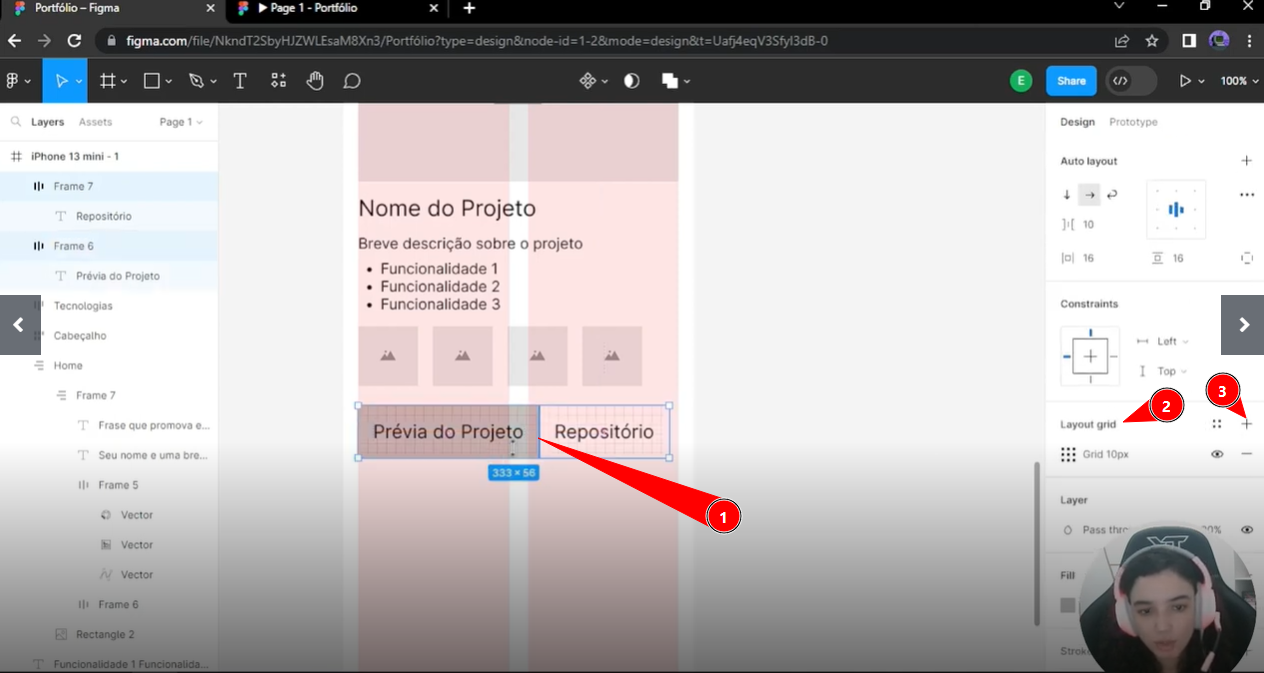 Portfólio – Figma
▶ Page 1 - Portfólio
figma.com/file/NkndT2SbyHJZWLEsaM8Xn3/Portfólio?type=design&node-id=1-2&mode=design&t=Uafj4eqV3SfyI3dB-0
E
Share
100%
Layers
Assets
Page 1
iPhone 13 mini - 1
Frame 7
Repositório
Frame 6
Prévia do Projeto
Tecnologias
Cabeçalho
Home
Frame 7
Frase que promova e...
Seu nome e uma bre...
Frame 5
Vector
Vector
Vector
Frame 6
Rectangle 2
Funcionalidade 1 Funcionalida...
Nome do Projeto
Breve descrição sobre o projeto
• Funcionalidade 1
• Funcionalidade 2
• Funcionalidade 3
Prévia do Projeto
Repositório
333 × 56
1
Design
Prototype
Auto layout
10
16
16
Constraints
Left
Top
2
3
Layout grid
Grid 10px
Layer
Pass
Fill